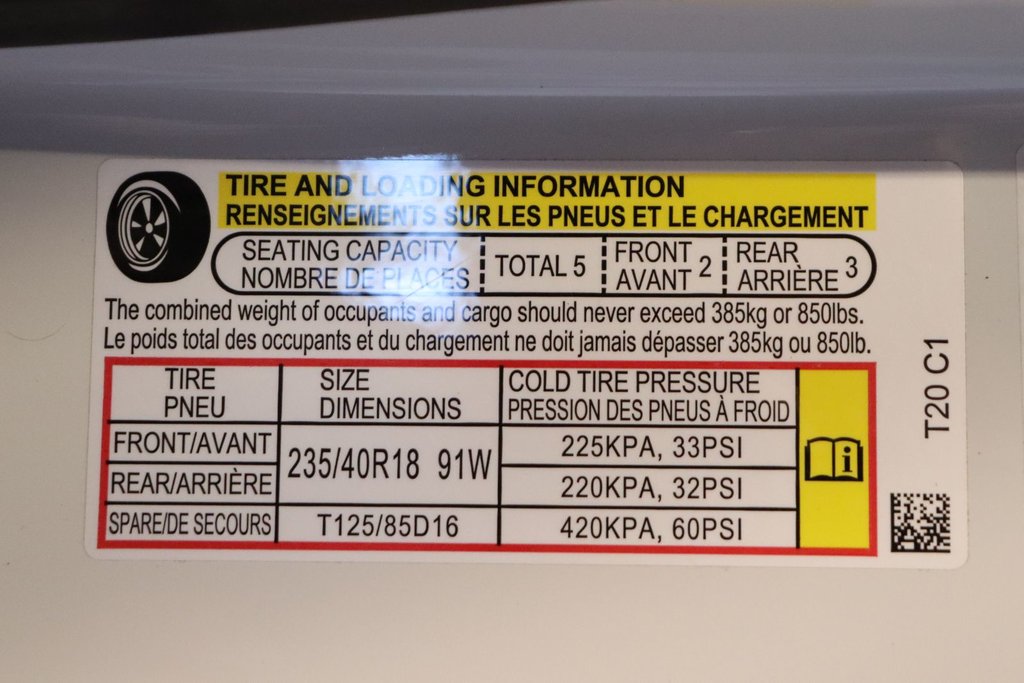 TIRE AND LOADING INFORMATION
RENSEIGNEMENTS SUR LES PNEUS ET LE CHARGEMENT
SEATING CAPACITY
NOMBRE DE PLACES
TOTAL 5
FRONT
AVANT 2
REAR
ARRIÈRE 3
The combined weight of occupants and cargo should never exceed 385kg or 850lbs.
Le poids total des occupants et du chargement ne doit jamais dépasser 385kg ou 850lb.
TIRE
PNEU
SIZE
DIMENSIONS
COLD TIRE PRESSURE
PRESSION DES PNEUS À FROID
FRONT/AVANT
235/40R18 91W
225KPA, 33PSI
REAR/ARRIÈRE
220KPA, 32PSI
SPARE/DE SECOURS
T125/85D16
420KPA, 60PSI
T20 C1